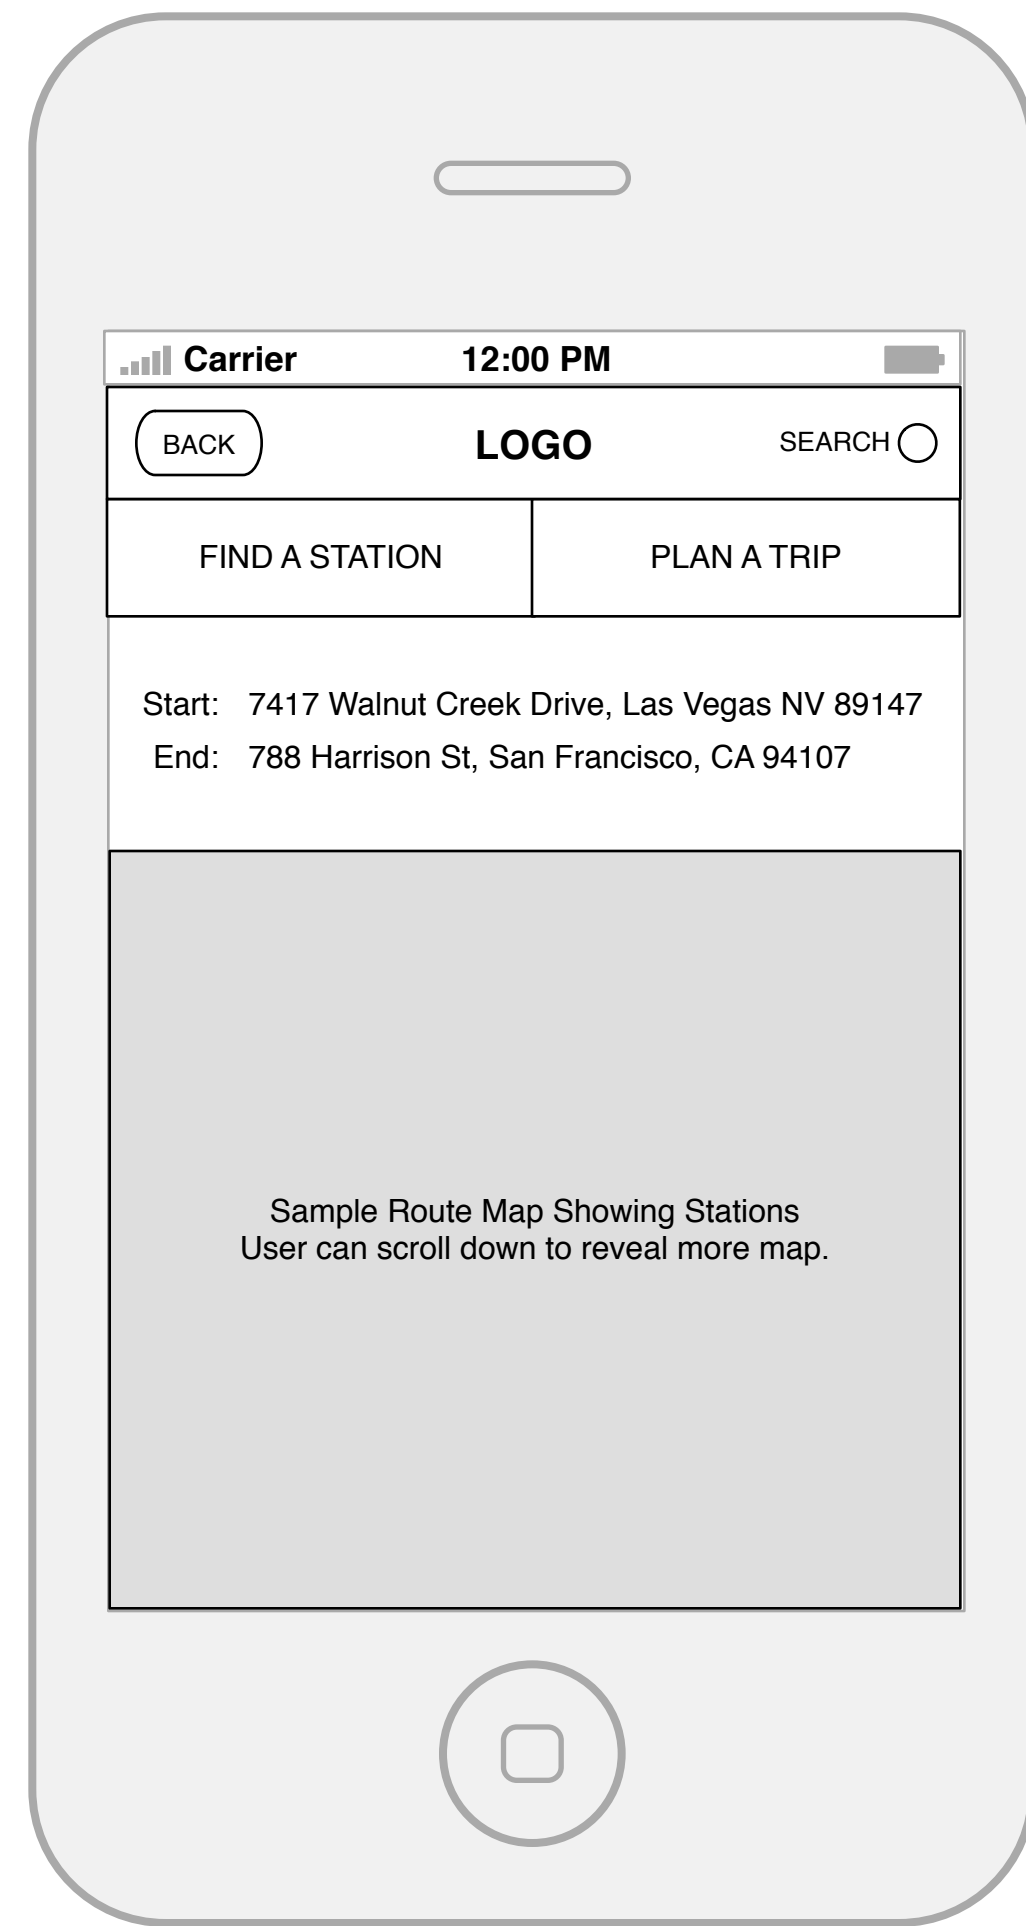 Carrier 12:00 PM
BACK LOGO SEARCH
FIND A STATION PLAN A TRIP
Start: 7417 Walnut Creek Drive, Las Vegas NV 89147
End: 788 Harrison St, San Francisco, CA 94107
Sample Route Map Showing Stations
User can scroll down to reveal more map.